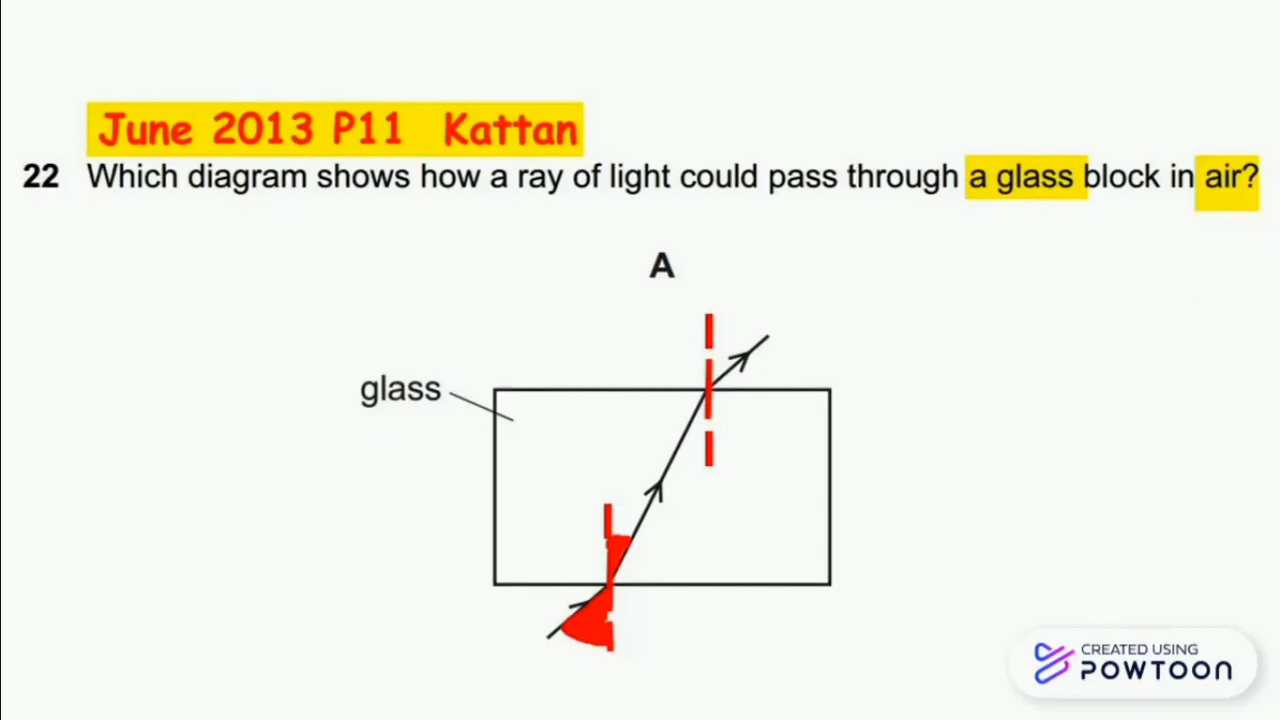 June 2013 P11 Kattan
22 Which diagram shows how a ray of light could pass through a glass block in air?
A
glass
CREATED USING
POWTOON